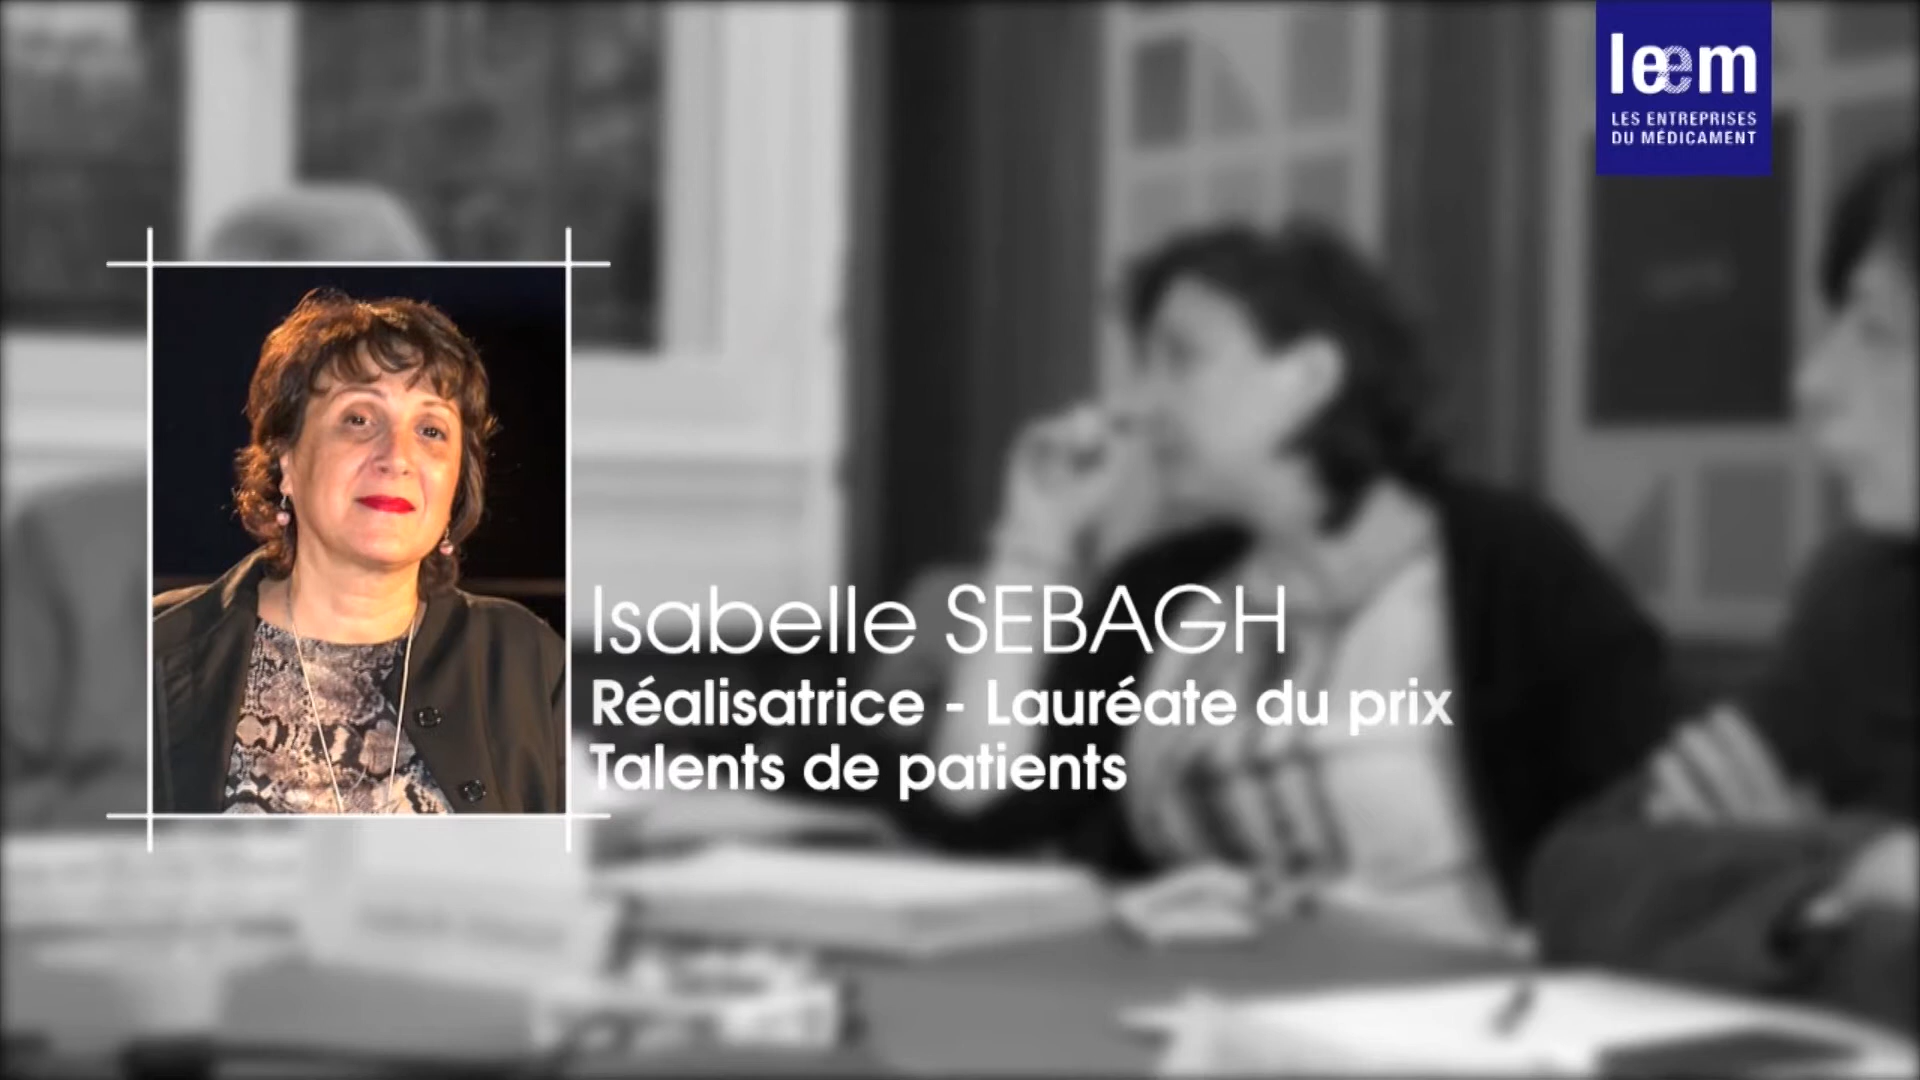 leem
LES ENTREPRISES
DU MÉDICAMENT
Isabelle SEBAGH
Réalisatrice - Lauréate du prix
Talents de patients